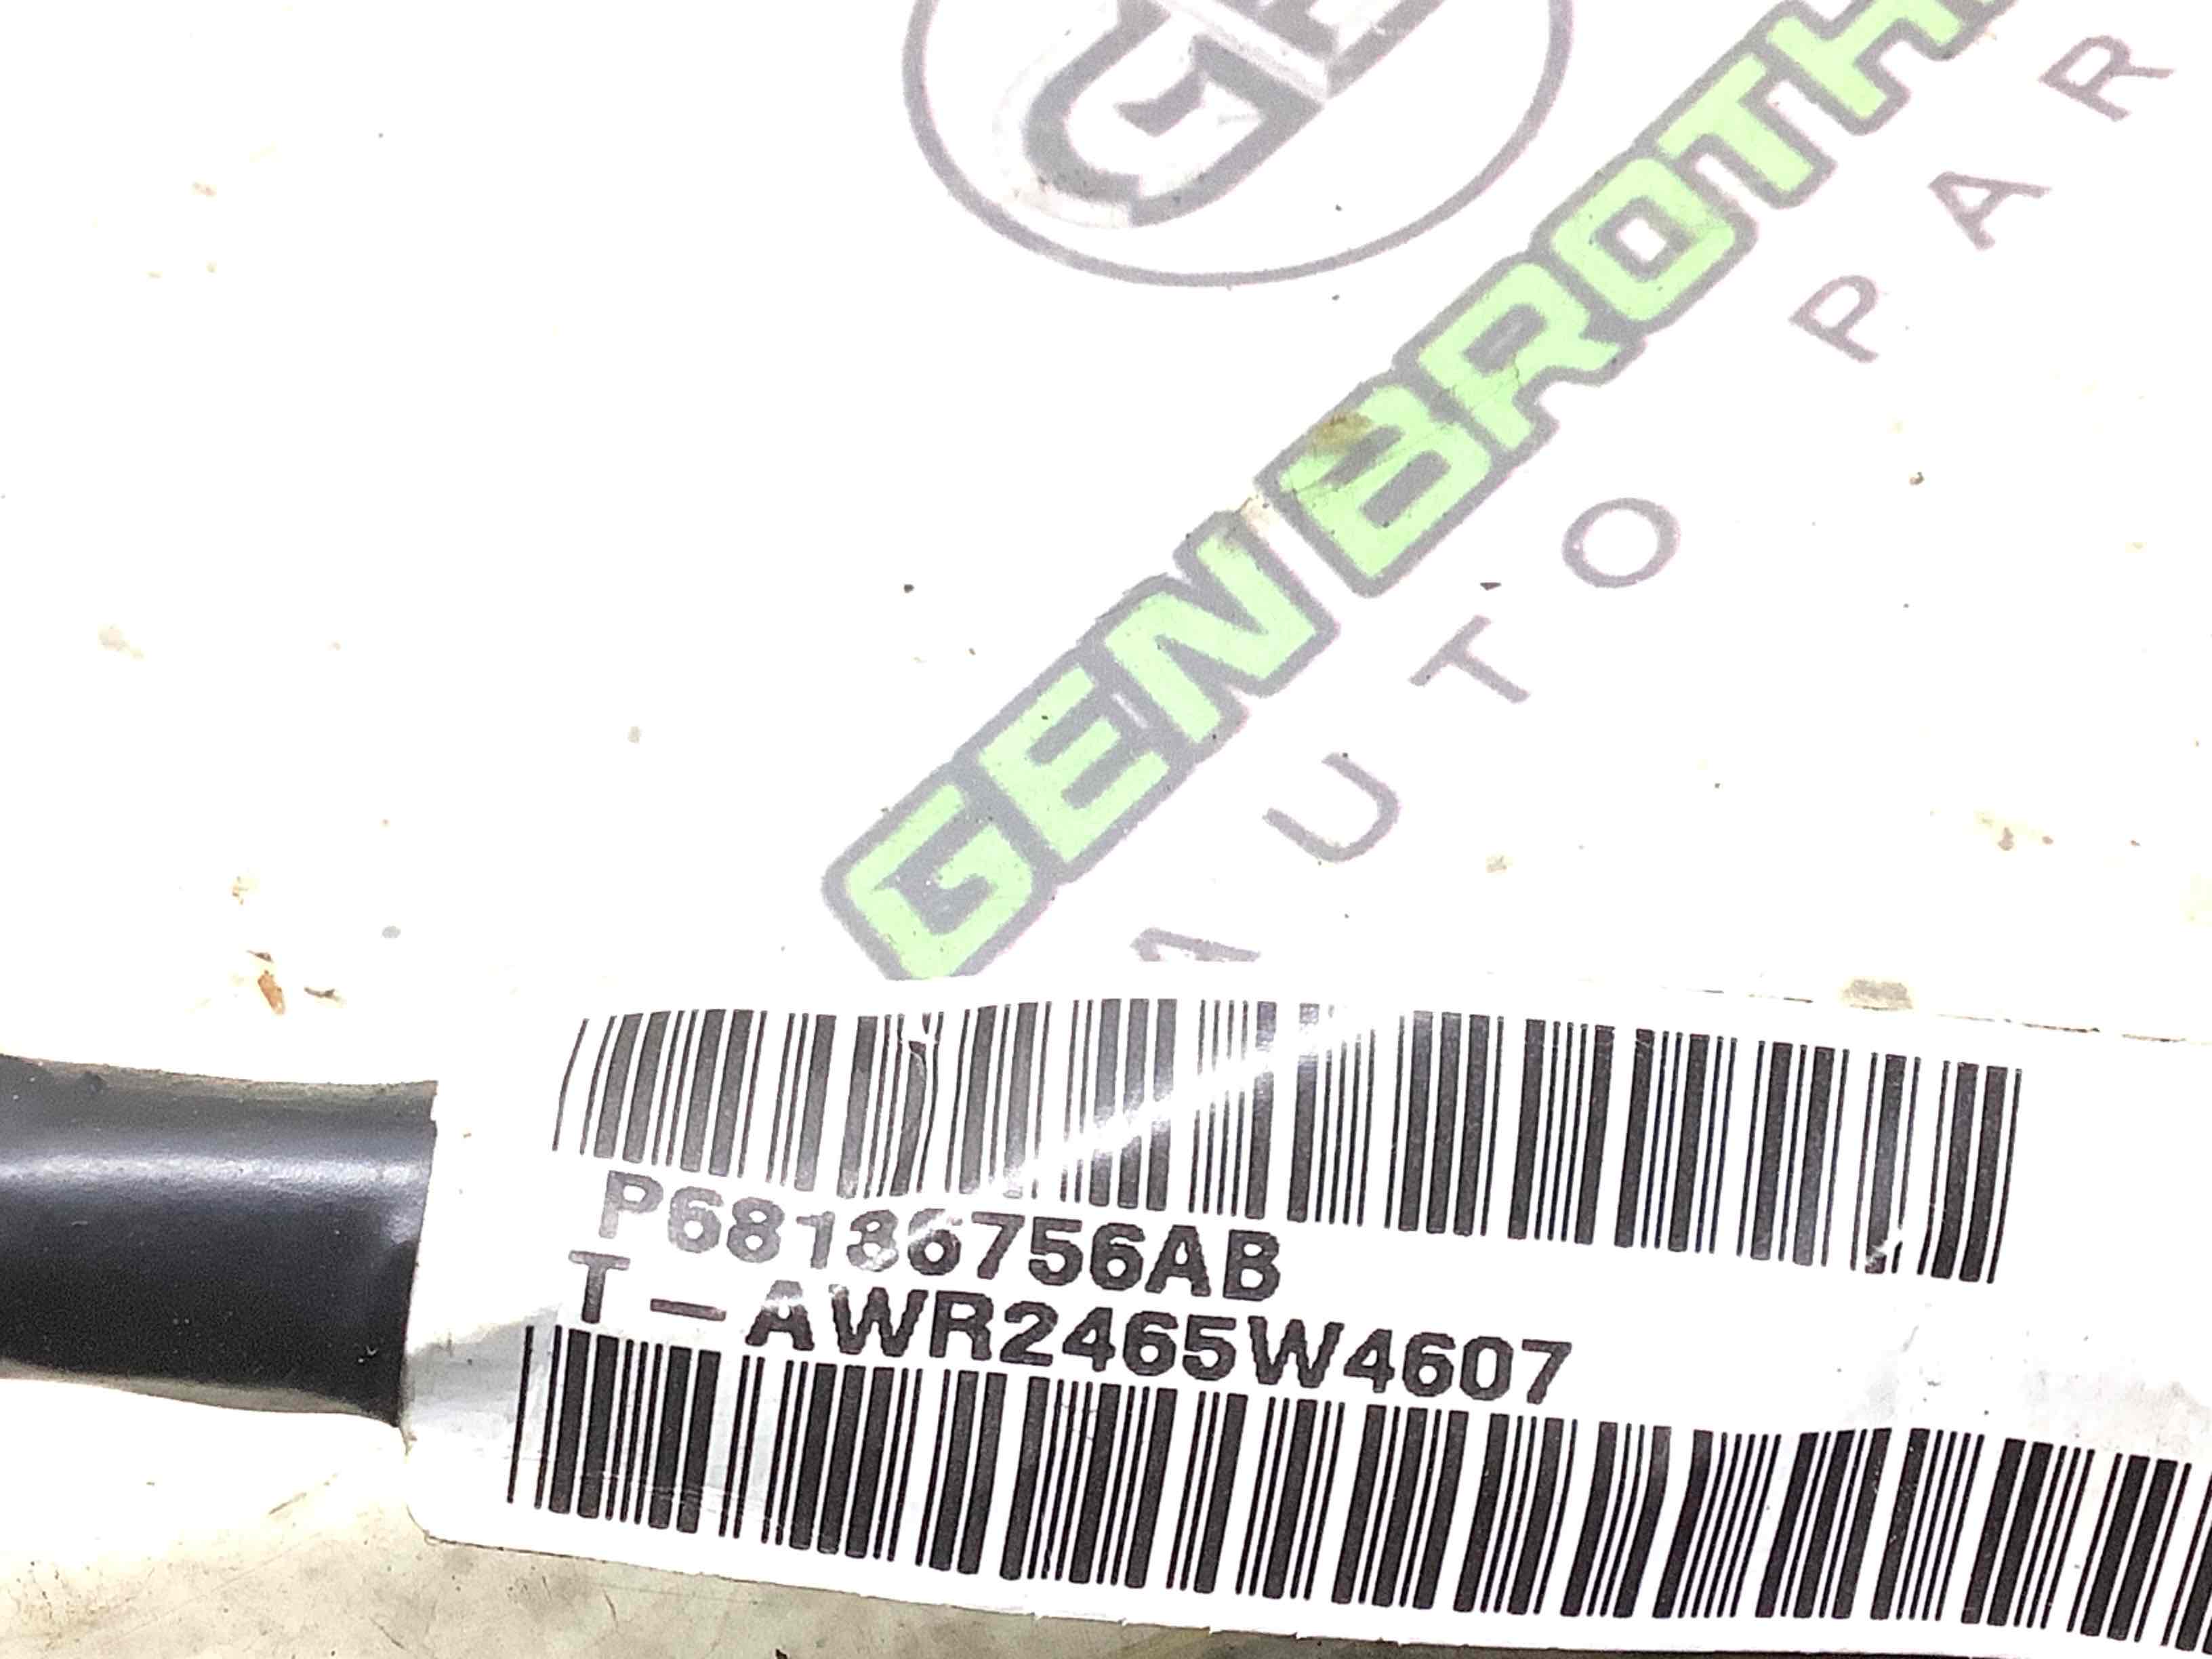 GEN BROTH
AUTO PAR
P68186756AB
T-AWR2465W4607